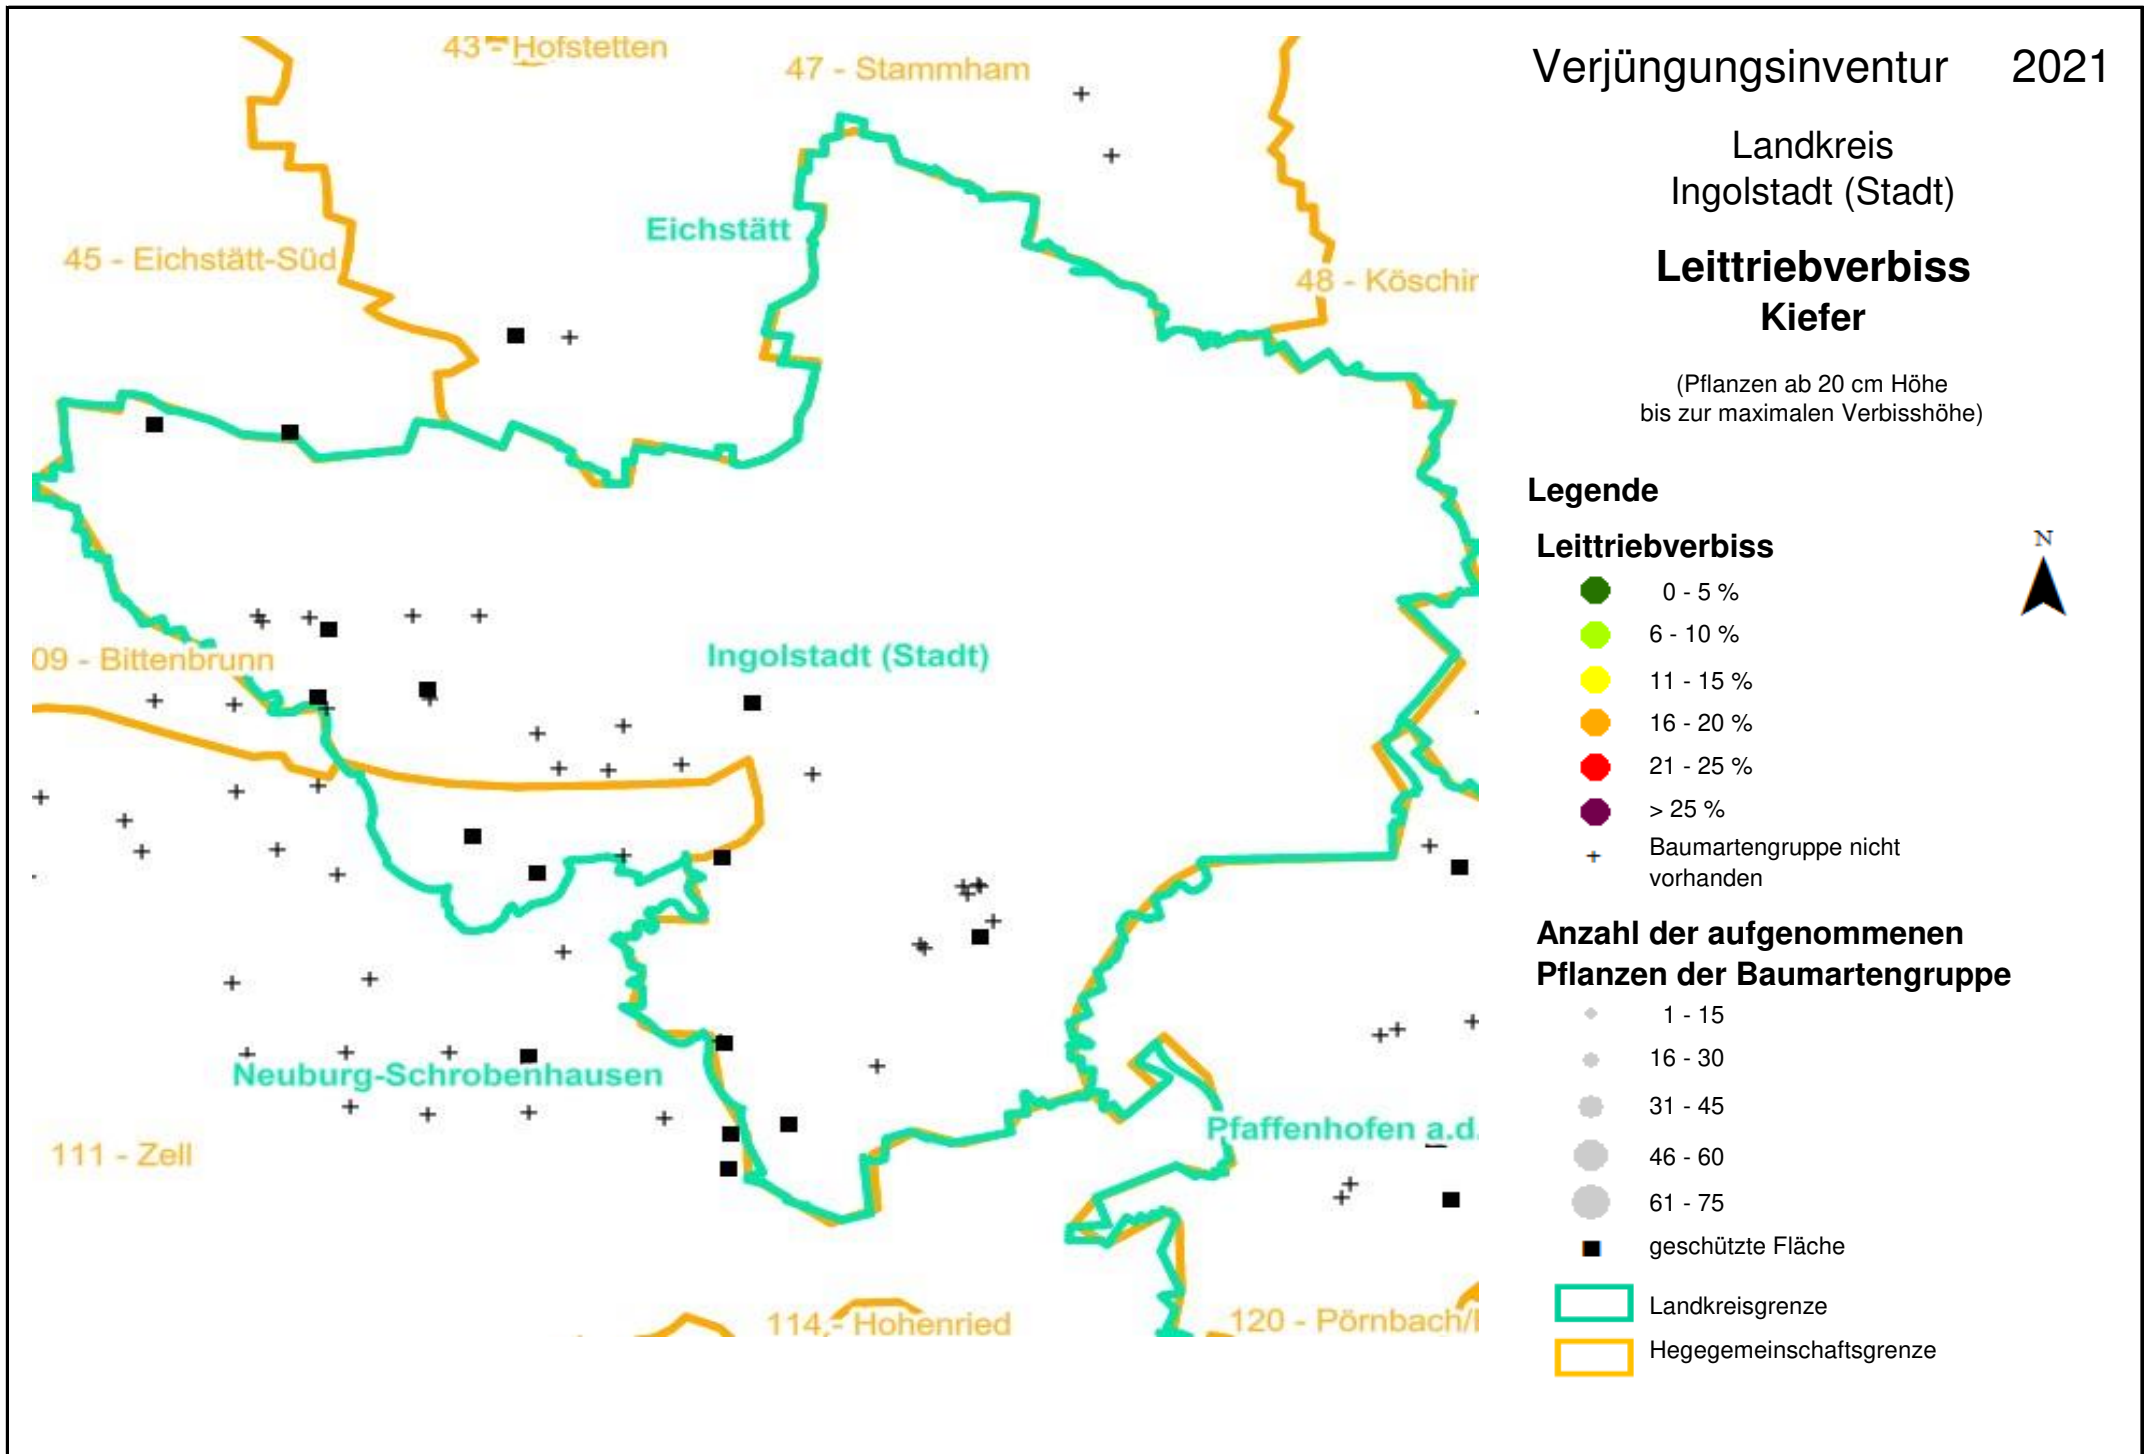 Verjüngungsinventur 2021
Landkreis
Ingolstadt (Stadt)
Leittriebverbiss
Kiefer
(Pflanzen ab 20 cm Höhe
bis zur maximalen Verbisshöhe)
Legende
Leittriebverbiss
N
0 - 5 %
6 - 10 %
11 - 15 %
16 - 20 %
21 - 25 %
> 25 %
Baumartengruppe nicht
vorhanden
Anzahl der aufgenommenen
Pflanzen der Baumartengruppe
1 - 15
16 - 30
31 - 45
46 - 60
61 - 75
geschützte Fläche
Landkreisgrenze
Hegegemeinschaftsgrenze
43 - Hofstetten
47 - Stammham
Eichstätt
45 - Eichstätt-Süd
48 - Köschin
09 - Bittenbrunn
Ingolstadt (Stadt)
Neuburg-Schrobenhausen
Pfaffenhofen a.d.
111 - Zell
114 - Hohenried
120 - Pörnbach/